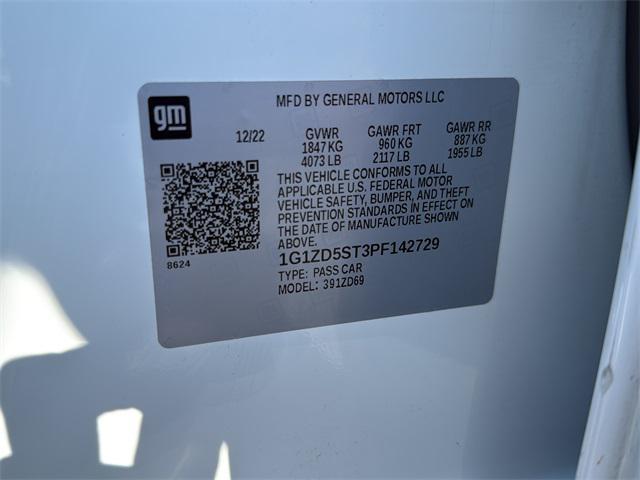 gm
MFD BY GENERAL MOTORS LLC
12/22 GVWR GAWR FRT GAWR RR
1847 KG 960 KG 887 KG
4073 LB 2117 LB 1955 LB
THIS VEHICLE CONFORMS TO ALL
APPLICABLE U.S. FEDERAL MOTOR
VEHICLE SAFETY, BUMPER, AND THEFT
PREVENTION STANDARDS IN EFFECT ON
THE DATE OF MANUFACTURE SHOWN
ABOVE.
8624
1G1ZD5ST3PF142729
TYPE: PASS CAR
MODEL: 391ZD69